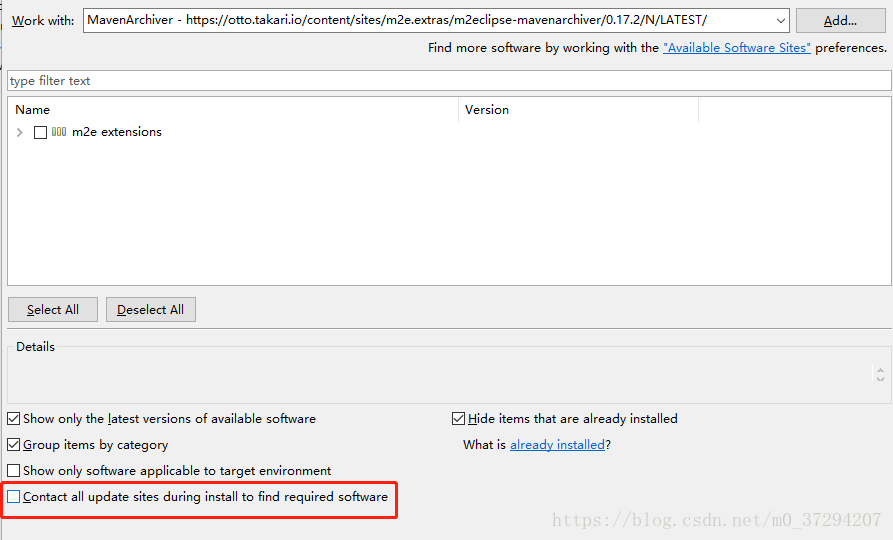 Work with: MavenArchiver - https://otto.takari.io/content/sites/m2e.extras/m2eclipse-mavenarchiver/0.17.2/N/LATEST/ Add...
Find more software by working with the "Available Software Sites" preferences.
type filter text
Name Version
m2e extensions
Select All Deselect All
Details
Show only the latest versions of available software Hide items that are already installed
Group items by category What is already installed?
Show only software applicable to target environment
Contact all update sites during install to find required software
https://blog.csdn.net/m0_37294207